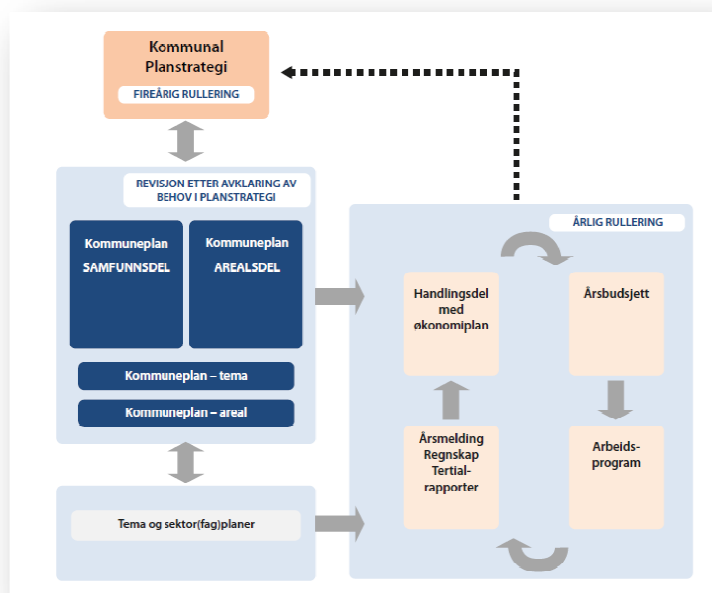 Kommunal
Planstrategi
FIREÅRIG RULLERING
REVISJON ETTER AVKLARING AV
BEHOV I PLANSTRATEGI
Kommuneplan
SAMFUNNSDEL
Kommuneplan
AREALSDEL
Kommuneplan – tema
Kommuneplan – areal
Tema og sektor(fag)planer
ÅRLIG RULLERING
Handlingsdel
med
økonomiplan
Årsbudsjett
Årsmelding
Regnskap
Tertial-
rapporter
Arbeids-
program